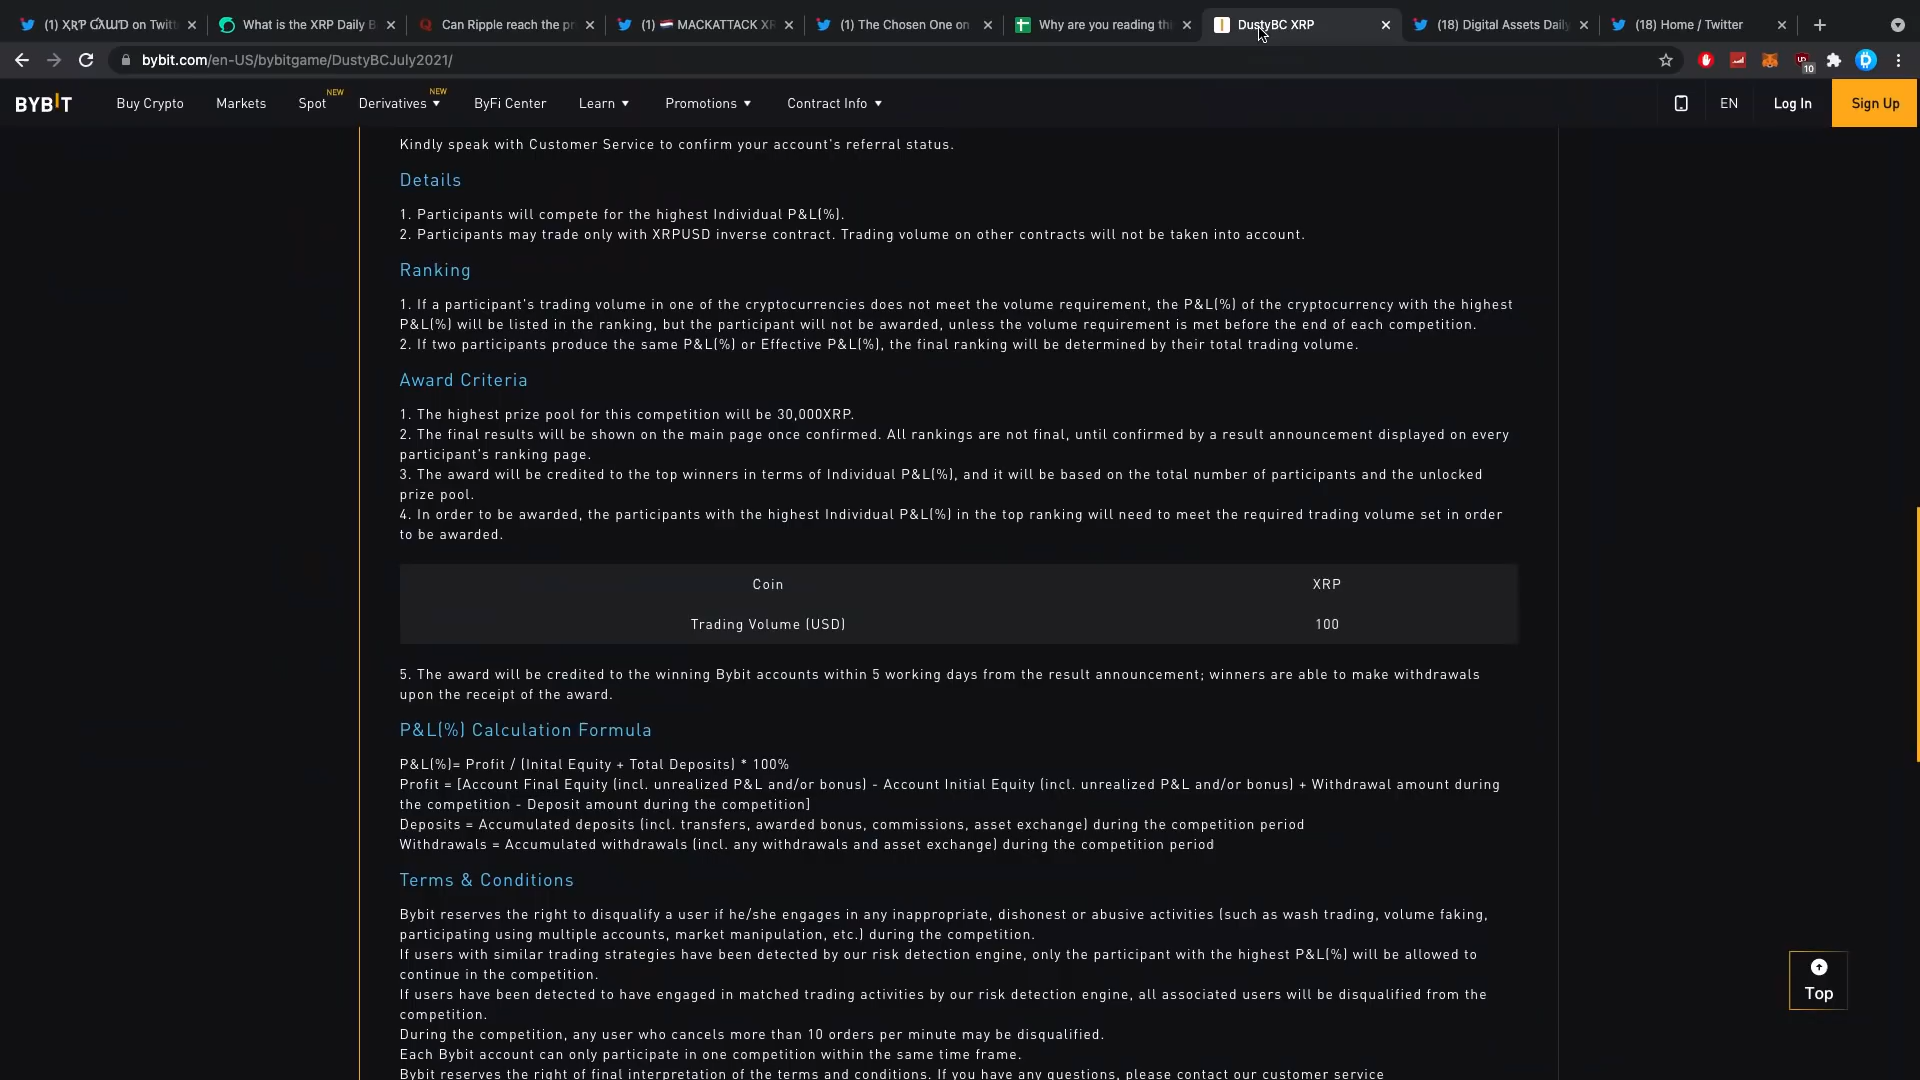 (1) XRP GAUD on Twitt
What is the XRP Daily B
Can Ripple reach the pr
(1) MACKATTACK XR
(1) The Chosen One on
Why are you reading thi
DustyBC XRP
(18) Digital Assets Daily
(18) Home / Twitter
bybit.com/en-US/bybitgame/DustyBCJuly2021/
10
BYBIT
Buy Crypto
Markets
Spot NEW
Derivatives NEW
ByFi Center
Learn
Promotions
Contract Info
EN
Log In
Sign Up
Kindly speak with Customer Service to confirm your account's referral status.
Details
1. Participants will compete for the highest Individual P&L(%).
2. Participants may trade only with XRPUSD inverse contract. Trading volume on other contracts will not be taken into account.
Ranking
1. If a participant's trading volume in one of the cryptocurrencies does not meet the volume requirement, the P&L(%) of the cryptocurrency with the highest
P&L(%) will be listed in the ranking, but the participant will not be awarded, unless the volume requirement is met before the end of each competition.
2. If two participants produce the same P&L(%) or Effective P&L(%), the final ranking will be determined by their total trading volume.
Award Criteria
1. The highest prize pool for this competition will be 30,000XRP.
2. The final results will be shown on the main page once confirmed. All rankings are not final, until confirmed by a result announcement displayed on every
participant's ranking page.
3. The award will be credited to the top winners in terms of Individual P&L(%), and it will be based on the total number of participants and the unlocked
prize pool.
4. In order to be awarded, the participants with the highest Individual P&L(%) in the top ranking will need to meet the required trading volume set in order
to be awarded.
Coin XRP
Trading Volume (USD) 100
5. The award will be credited to the winning Bybit accounts within 5 working days from the result announcement; winners are able to make withdrawals
upon the receipt of the award.
P&L(%) Calculation Formula
P&L(%)= Profit / (Inital Equity + Total Deposits) * 100%
Profit = [Account Final Equity (incl. unrealized P&L and/or bonus) - Account Initial Equity (incl. unrealized P&L and/or bonus) + Withdrawal amount during
the competition - Deposit amount during the competition]
Deposits = Accumulated deposits (incl. transfers, awarded bonus, commissions, asset exchange) during the competition period
Withdrawals = Accumulated withdrawals (incl. any withdrawals and asset exchange) during the competition period
Terms & Conditions
Bybit reserves the right to disqualify a user if he/she engages in any inappropriate, dishonest or abusive activities (such as wash trading, volume faking,
participating using multiple accounts, market manipulation, etc.) during the competition.
If users with similar trading strategies have been detected by our risk detection engine, only the participant with the highest P&L(%) will be allowed to
continue in the competition.
If users have been detected to have engaged in matched trading activities by our risk detection engine, all associated users will be disqualified from the
competition.
During the competition, any user who cancels more than 10 orders per minute may be disqualified.
Each Bybit account can only participate in one competition within the same time frame.
Bybit reserves the right of final interpretation of the terms and conditions. If you have any questions, please contact our customer service
Top